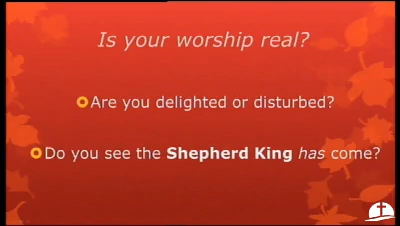 Is your worship real?
Are you delighted or disturbed?
Do you see the Shepherd King has come?